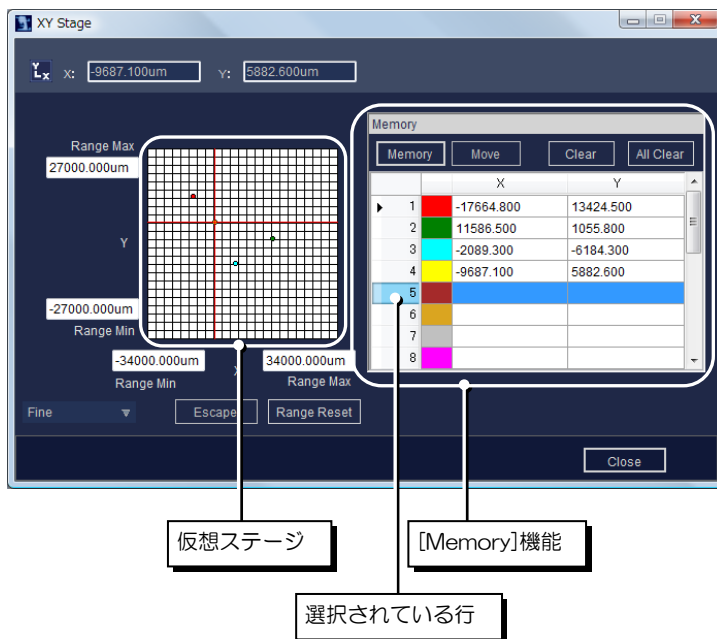 XY Stage
X: -9687.100um Y: 5882.600um
Memory
Memory Move Clear All Clear
X Y
1 -17664.800 13424.500
2 11586.500 1055.800
3 -2089.300 -6184.300
4 -9687.100 5882.600
5
6
7
8
Range Max
27000.000um
Y
-27000.000um
Range Min
-34000.000um X 34000.000um
Range Min Range Max
Fine Escape Range Reset
Close
仮想ステージ
[Memory]機能
選択されている行